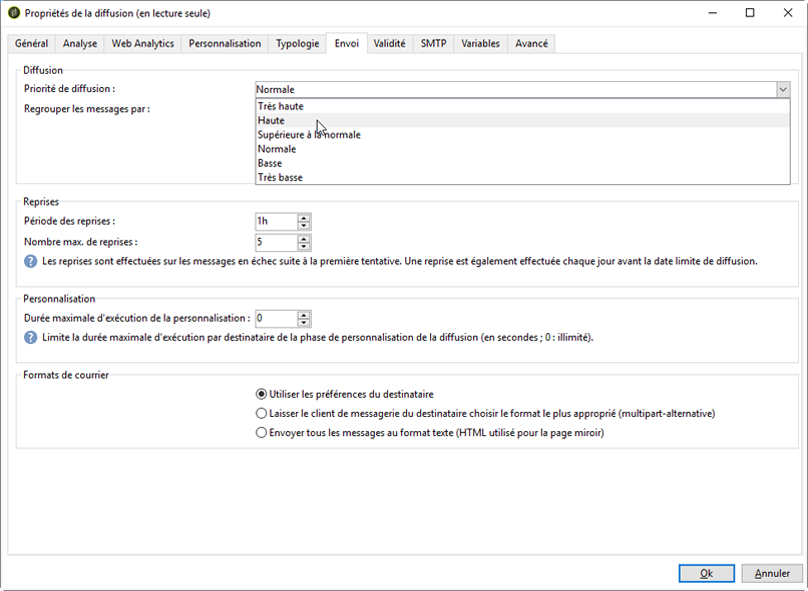 Propriétés de la diffusion (en lecture seule)
Général Analyse Web Analytics Personnalisation Typologie Envoi Validité SMTP Variables Avancé
Diffusion
Priorité de diffusion : Normale
Regrouper les messages par :
Très haute
Haute
Supérieure à la normale
Normale
Basse
Très basse
Reprises
Période des reprises : 1h
Nombre max. de reprises : 5
? Les reprises sont effectuées sur les messages en échec suite à la première tentative. Une reprise est également effectuée chaque jour avant la date limite de diffusion.
Personnalisation
Durée maximale d'exécution de la personnalisation : 0
? Limite la durée maximale d'exécution par destinataire de la phase de personnalisation de la diffusion (en secondes ; 0 : illimité).
Formats de courrier
Utiliser les préférences du destinataire
Laisser le client de messagerie du destinataire choisir le format le plus approprié (multipart-alternative)
Envoyer tous les messages au format texte (HTML utilisé pour la page miroir)
Ok Annuler